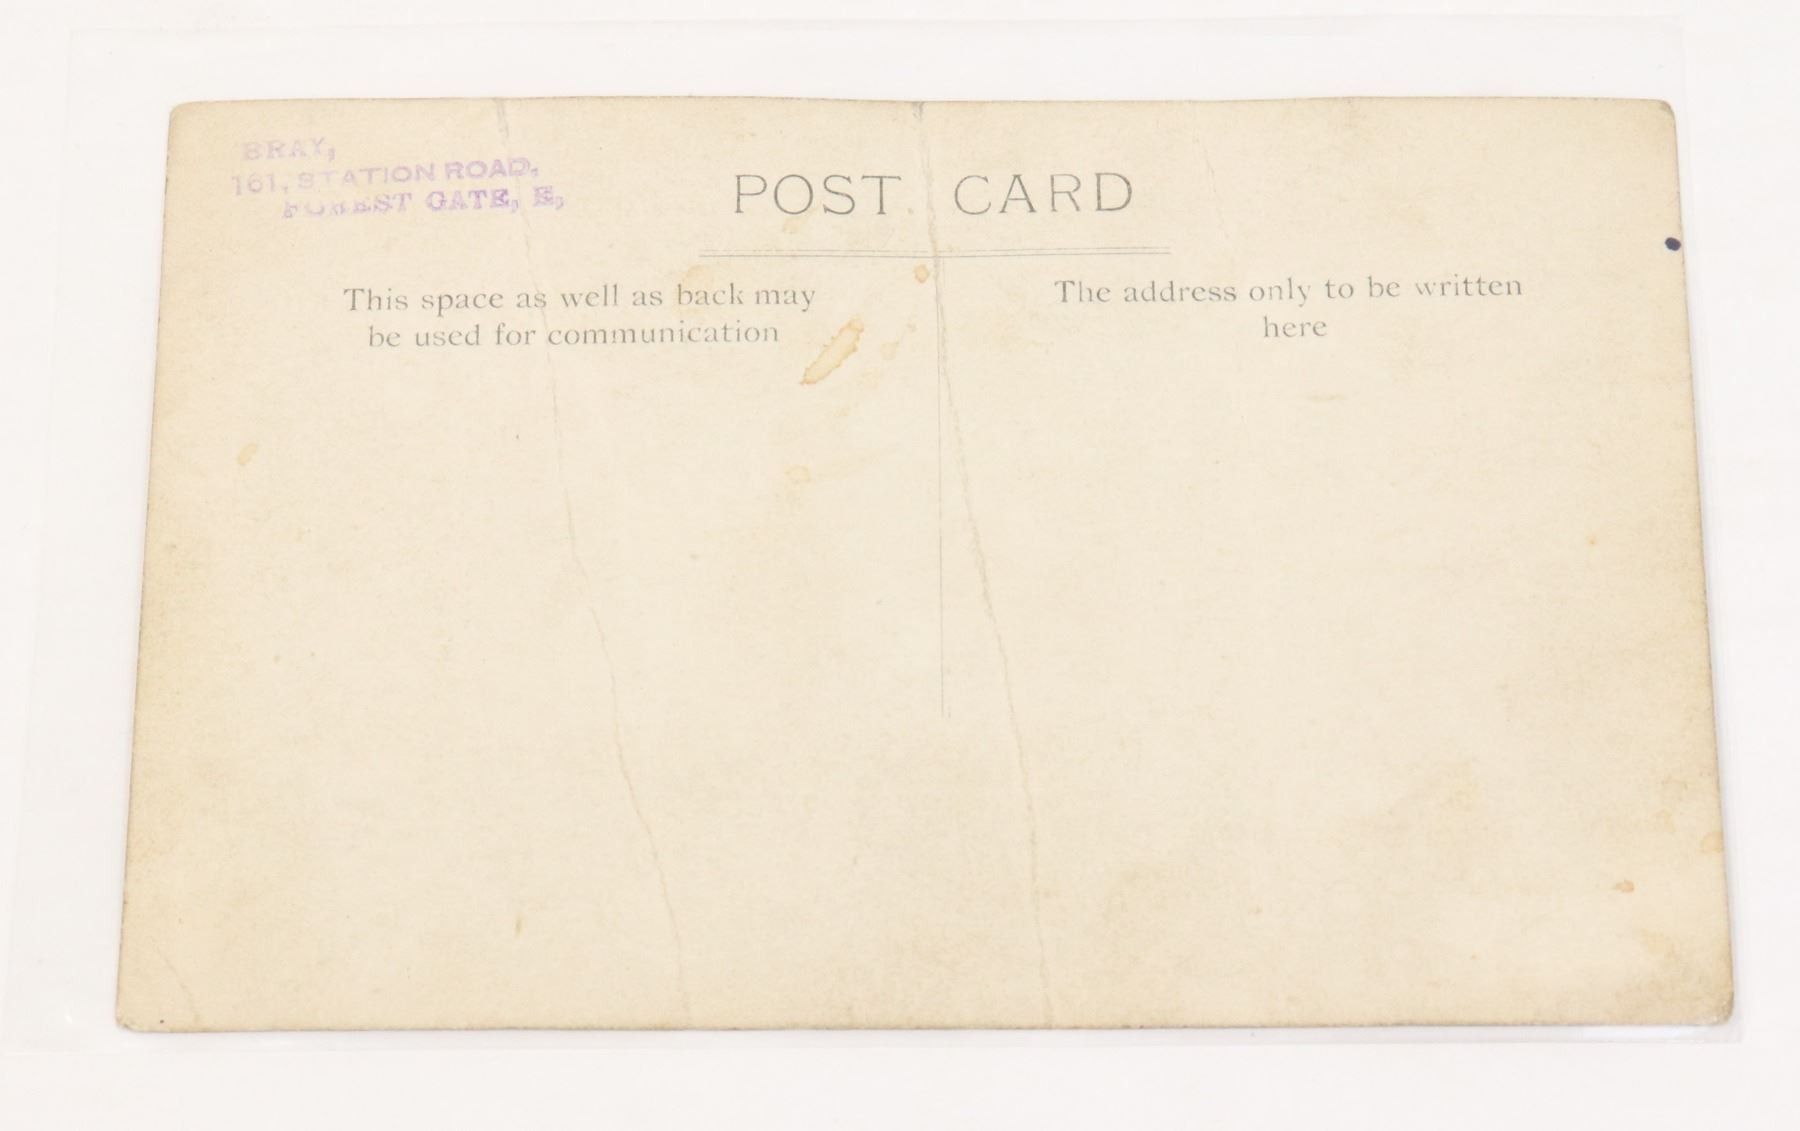 BRAY,
161, STATION ROAD,
FOREST GATE, E,
POST CARD
This space as well as back may
be used for communication
The address only to be written
here